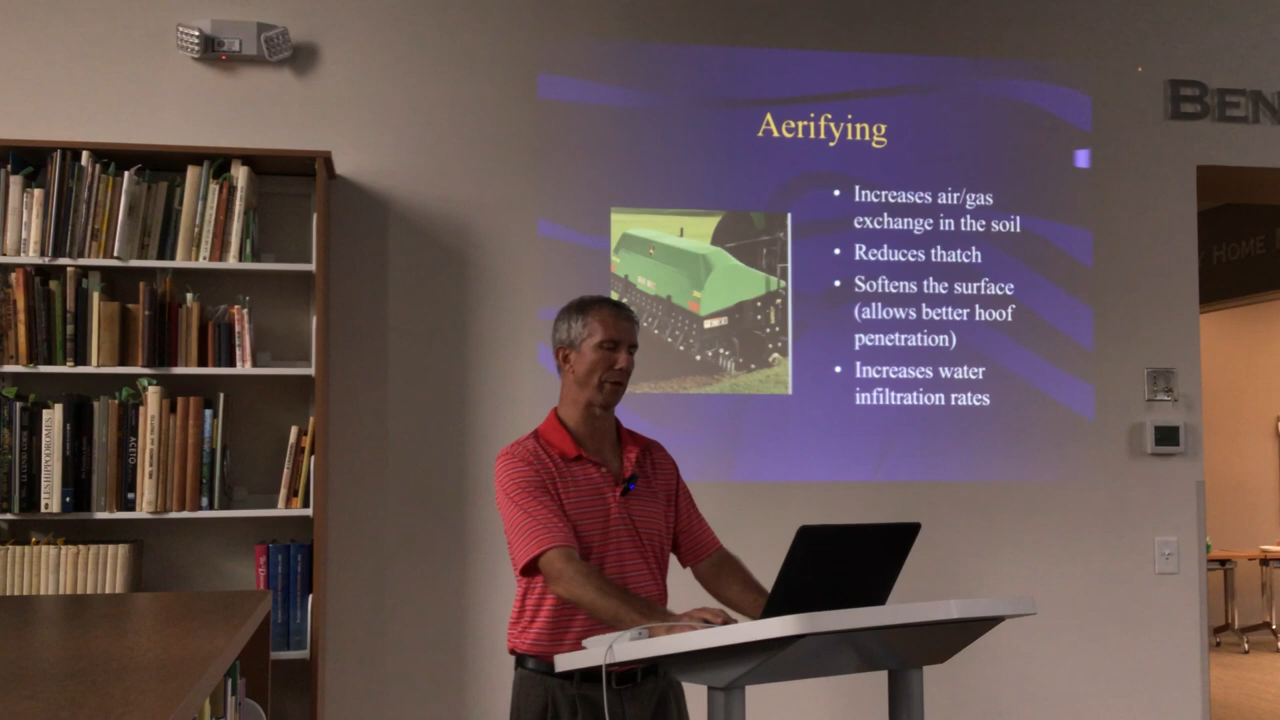 BEN
Aerifying
• Increases air/gas
exchange in the soil
• Reduces thatch
• Softens the surface
(allows better hoof
penetration)
• Increases water
infiltration rates
HOME
LES HIPPODROMES
ACETO